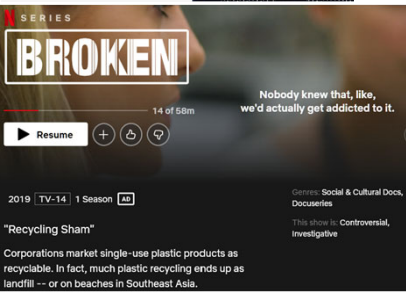 N SERIES
BROKEN
14 of 58m
Nobody knew that, like,
we'd actually get addicted to it.
Resume
2019 TV-14 1 Season AD
Genres: Social & Cultural Docs,
Docuseries
"Recycling Sham"
This show is: Controversial,
Investigative
Corporations market single-use plastic products as
recyclable. In fact, much plastic recycling ends up as
landfill -- or on beaches in Southeast Asia.